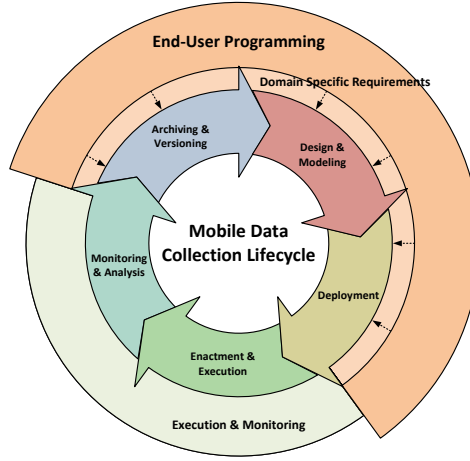 End-User Programming
Domain Specific Requirements
Archiving &
Versioning
Design &
Modeling
Mobile Data
Collection Lifecycle
Monitoring
& Analysis
Deployment
Enactment &
Execution
Execution & Monitoring